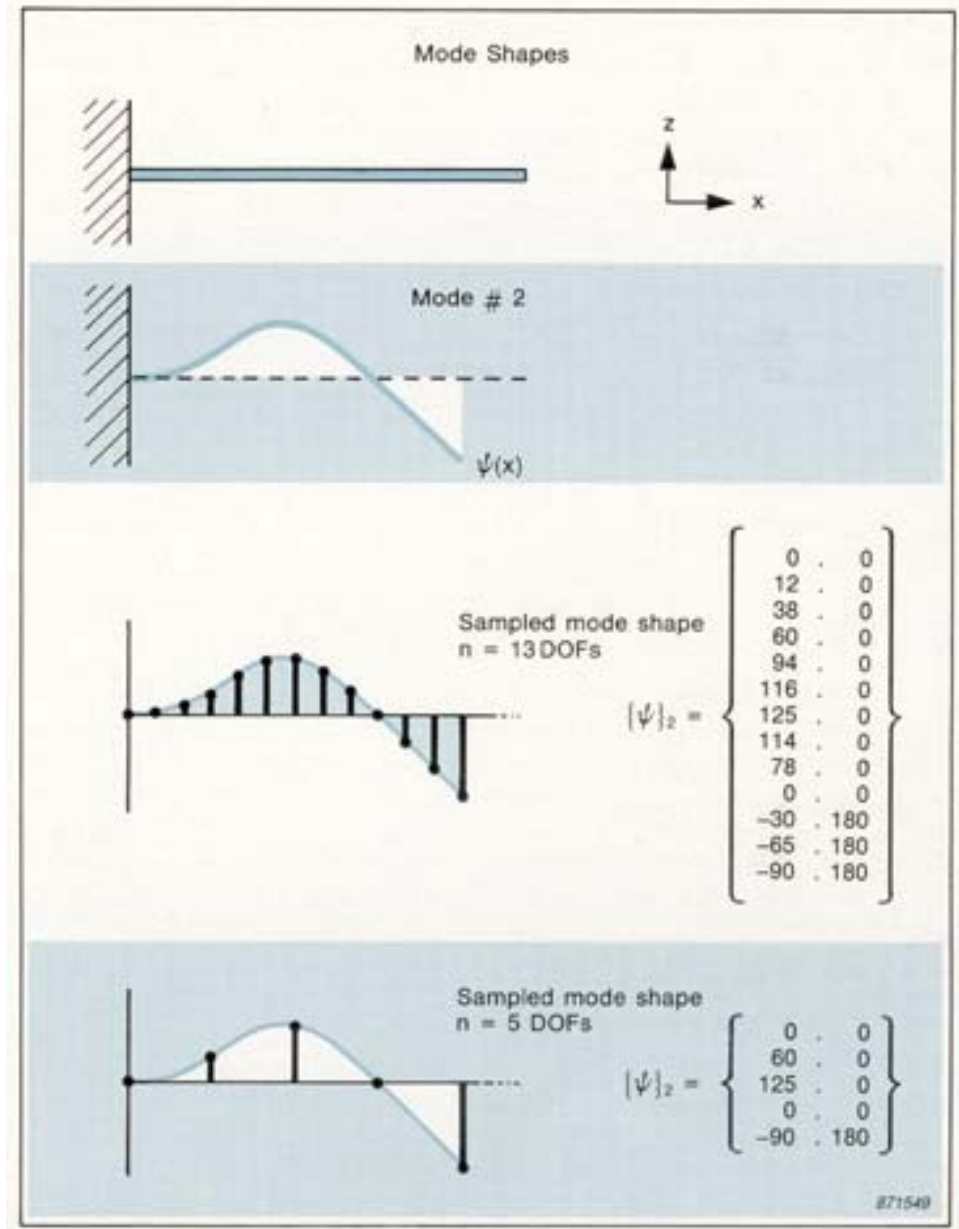 Mode Shapes
z
x
Mode # 2
ψ(x)
Sampled mode shape
n = 13 DOFs
{ψ}₂ =
0 . 0
12 . 0
38 . 0
60 . 0
94 . 0
116 . 0
125 . 0
114 . 0
78 . 0
0 . 0
-30 . 180
-65 . 180
-90 . 180
Sampled mode shape
n = 5 DOFs
{ψ}₂ =
0 . 0
60 . 0
125 . 0
0 . 0
-90 . 180
871549